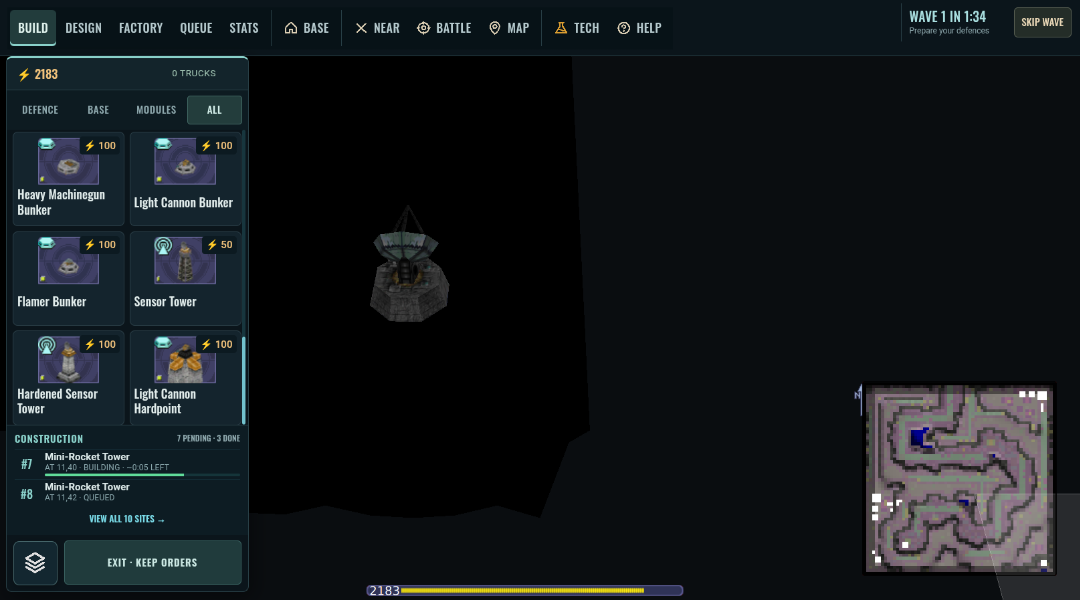 BUILD DESIGN FACTORY QUEUE STATS BASE NEAR BATTLE MAP TECH HELP
WAVE 1 IN 1:34
Prepare your defences
SKIP WAVE
2183
0 TRUCKS
DEFENCE BASE MODULES ALL
100
100
Heavy Machinegun
Bunker
Light Cannon Bunker
100
50
Flamer Bunker
Sensor Tower
100
100
Hardened Sensor
Tower
Light Cannon
Hardpoint
CONSTRUCTION
7 PENDING · 3 DONE
#7
Mini-Rocket Tower
AT 11,40 · BUILDING · ~0:05 LEFT
#8
Mini-Rocket Tower
AT 11,42 · QUEUED
VIEW ALL 10 SITES →
EXIT · KEEP ORDERS
2183
N